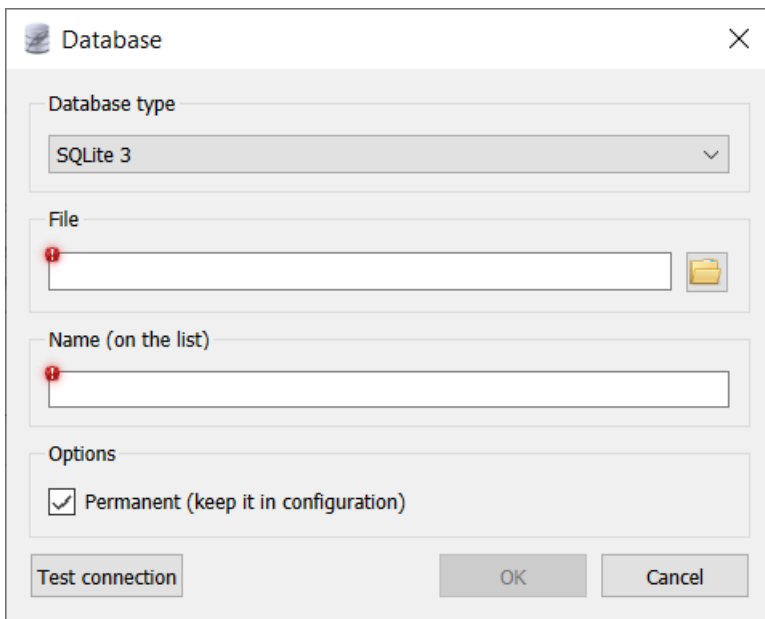 Database
Database type
SQLite 3
File
Name (on the list)
Options
Permanent (keep it in configuration)
Test connection
OK
Cancel